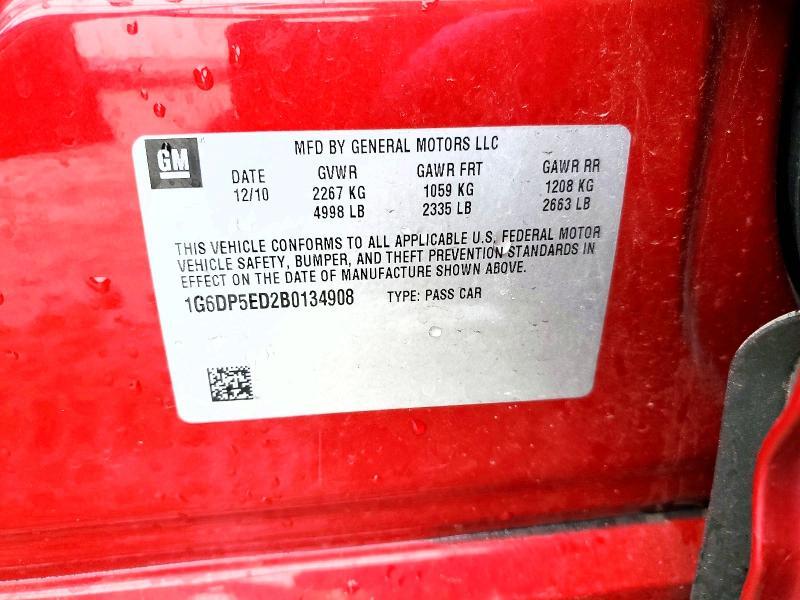 GM
MFD BY GENERAL MOTORS LLC
DATE GVWR GAWR FRT GAWR RR
12/10 2267 KG 1059 KG 1208 KG
4998 LB 2335 LB 2663 LB
THIS VEHICLE CONFORMS TO ALL APPLICABLE U.S. FEDERAL MOTOR
VEHICLE SAFETY, BUMPER, AND THEFT PREVENTION STANDARDS IN
EFFECT ON THE DATE OF MANUFACTURE SHOWN ABOVE.
1G6DP5ED2B0134908 TYPE: PASS CAR